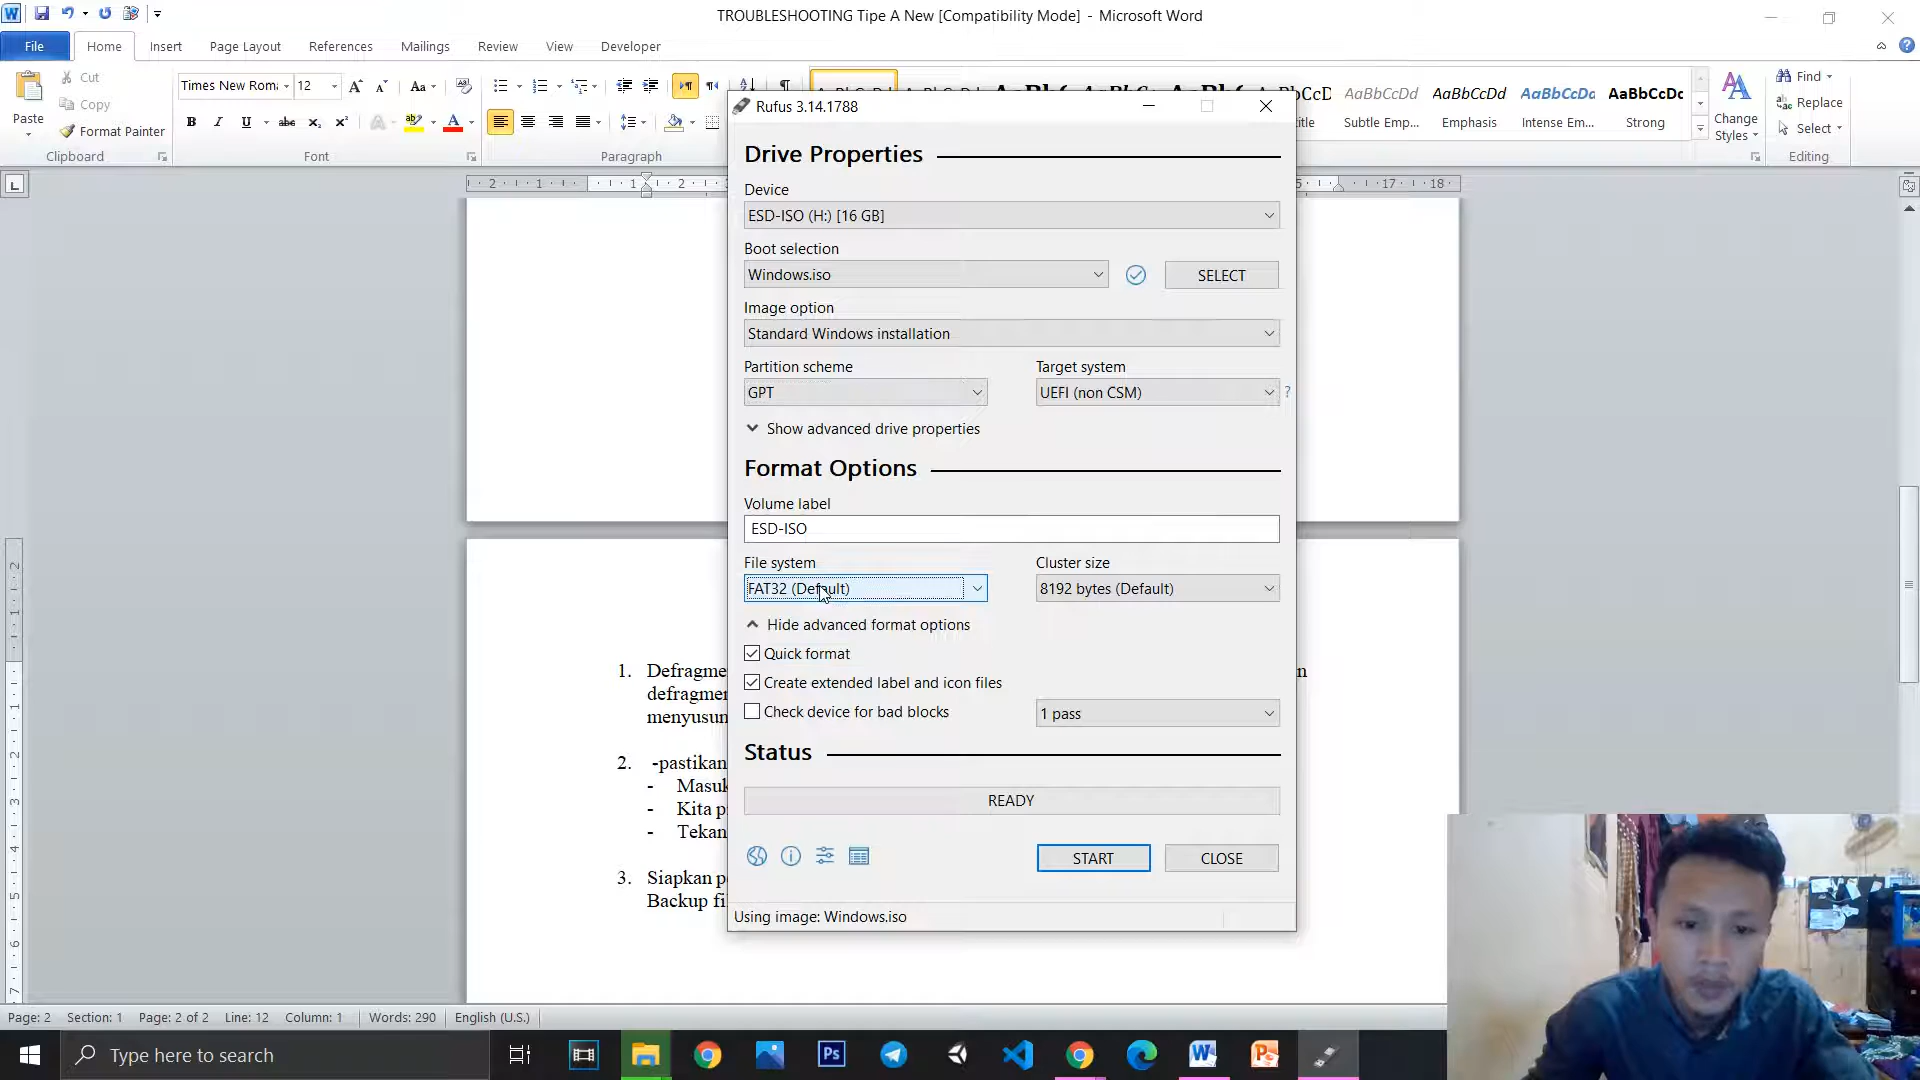 TROUBLESHOOTING Tipe A New [Compatibility Mode] - Microsoft Word
File Home Insert Page Layout References Mailings Review View Developer
Paste
Cut
Copy
Format Painter
Clipboard
Times New Roma 12
Font
Paragraph
Subtle Emp...
Emphasis
Intense Em...
Strong
Change Styles
Find
Replace
Select
Editing
Rufus 3.14.1788
Drive Properties
Device
ESD-ISO (H:) [16 GB]
Boot selection
Windows.iso
SELECT
Image option
Standard Windows installation
Partition scheme
Target system
GPT
UEFI (non CSM)
?
Show advanced drive properties
Format Options
Volume label
ESD-ISO
File system
Cluster size
FAT32 (Default)
8192 bytes (Default)
Hide advanced format options
Quick format
Create extended label and icon files
Check device for bad blocks
1 pass
Status
READY
START
CLOSE
Using image: Windows.iso
1. Defragme
defragmen
menyusun
2. -pastikan
- Masuk
- Kita p
- Tekan
3. Siapkan p
Backup fi
Page: 2 Section: 1 Page: 2 of 2 Line: 12 Column: 1 Words: 290 English (U.S.)
Type here to search